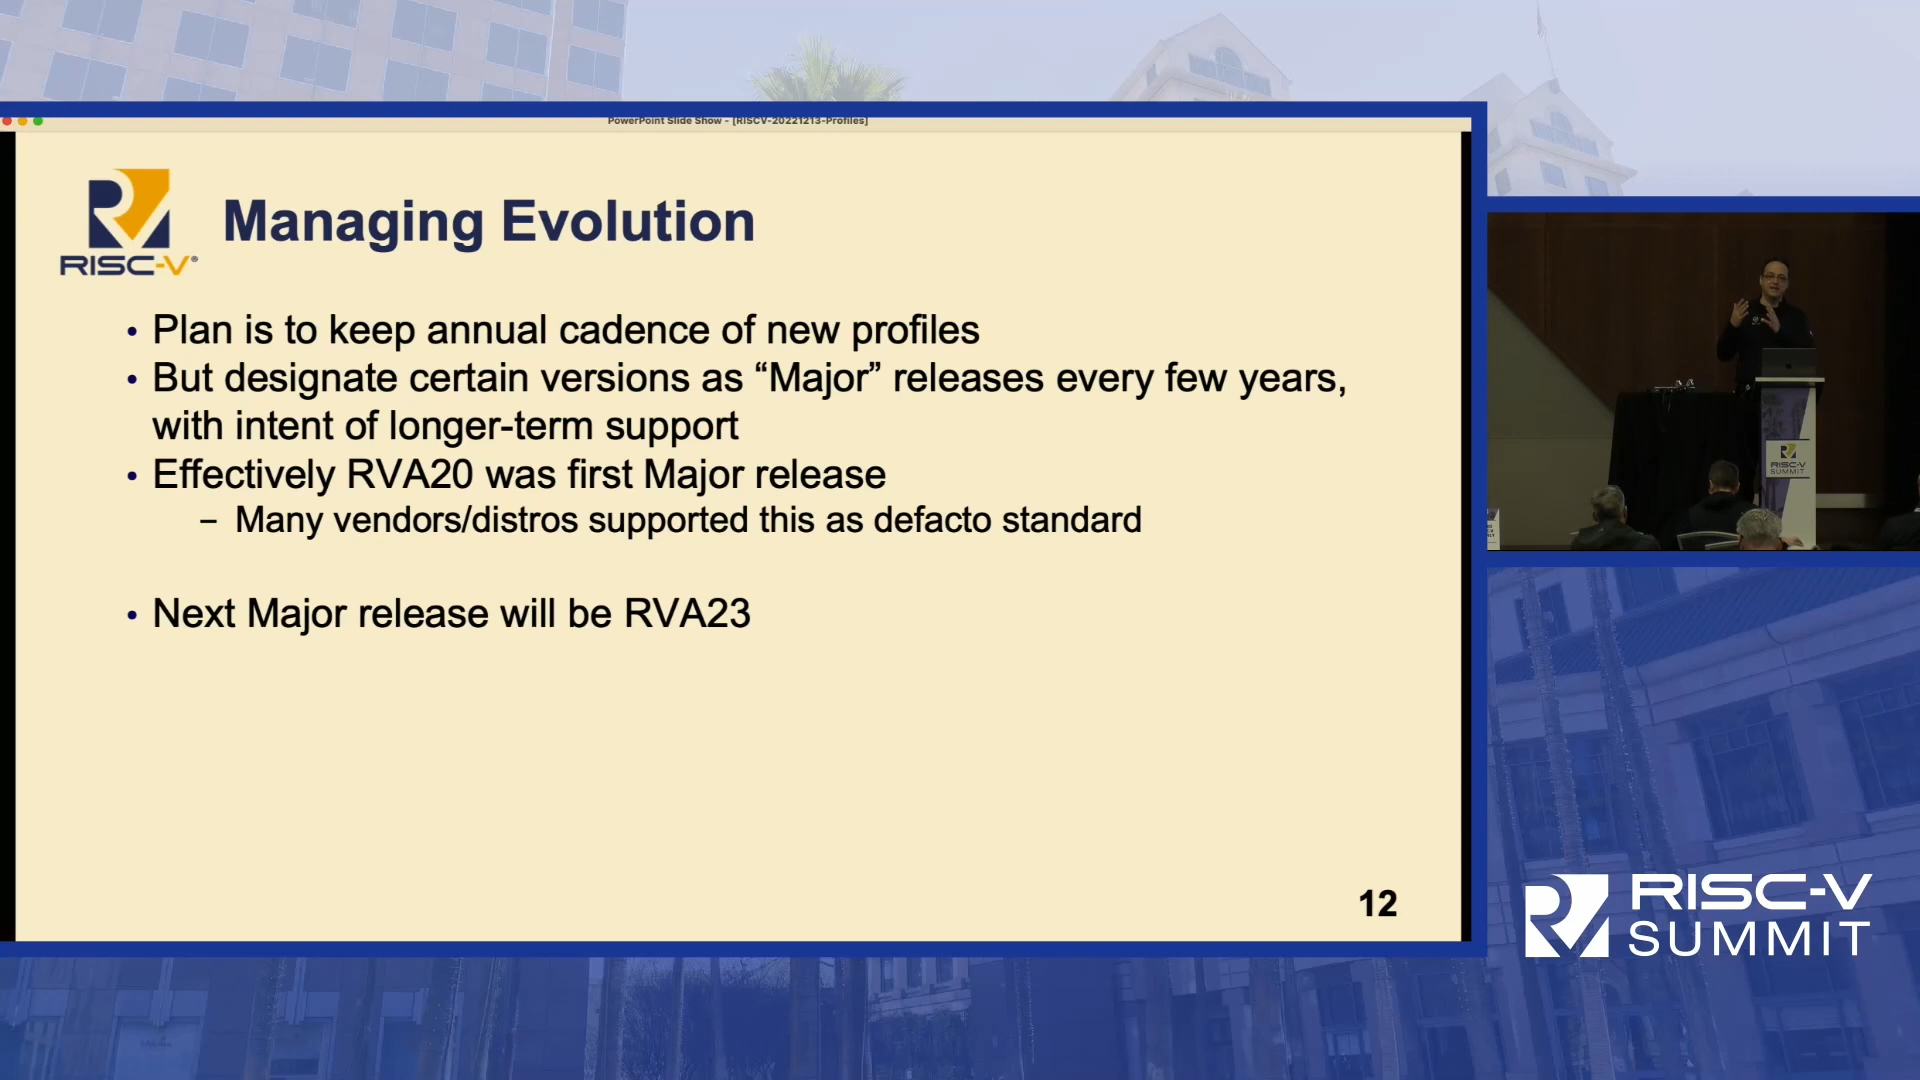 PowerPoint Slide Show - [RISCV-20221213-Profiles]
RISC-V®
Managing Evolution
• Plan is to keep annual cadence of new profiles
• But designate certain versions as “Major” releases every few years,
with intent of longer-term support
• Effectively RVA20 was first Major release
– Many vendors/distros supported this as defacto standard
• Next Major release will be RVA23
12
RISC-V
SUMMIT
RISC-V
SUMMIT